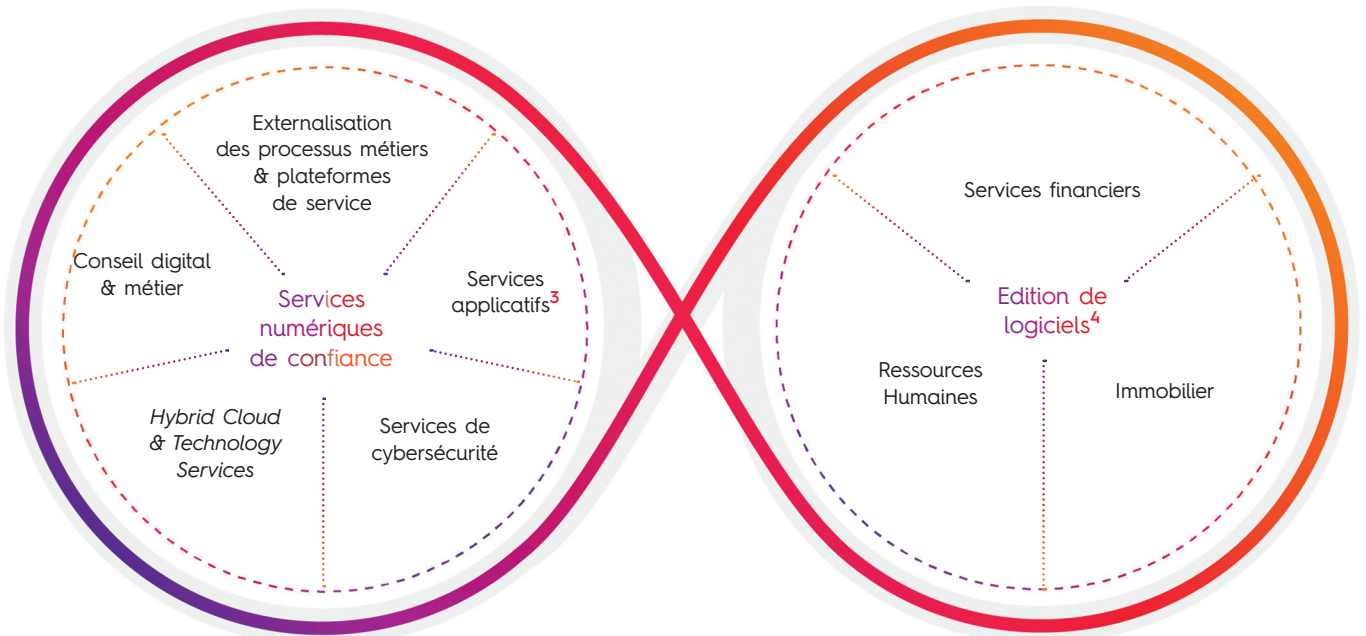 Externalisation
des processus métiers
& plateformes
de service
Conseil digital
& métier
Services
applicatifs³
Services
numériques
de confiance
Hybrid Cloud
& Technology
Services
Services de
cybersécurité
Services financiers
Edition de
logiciels⁴
Ressources
Humaines
Immobilier